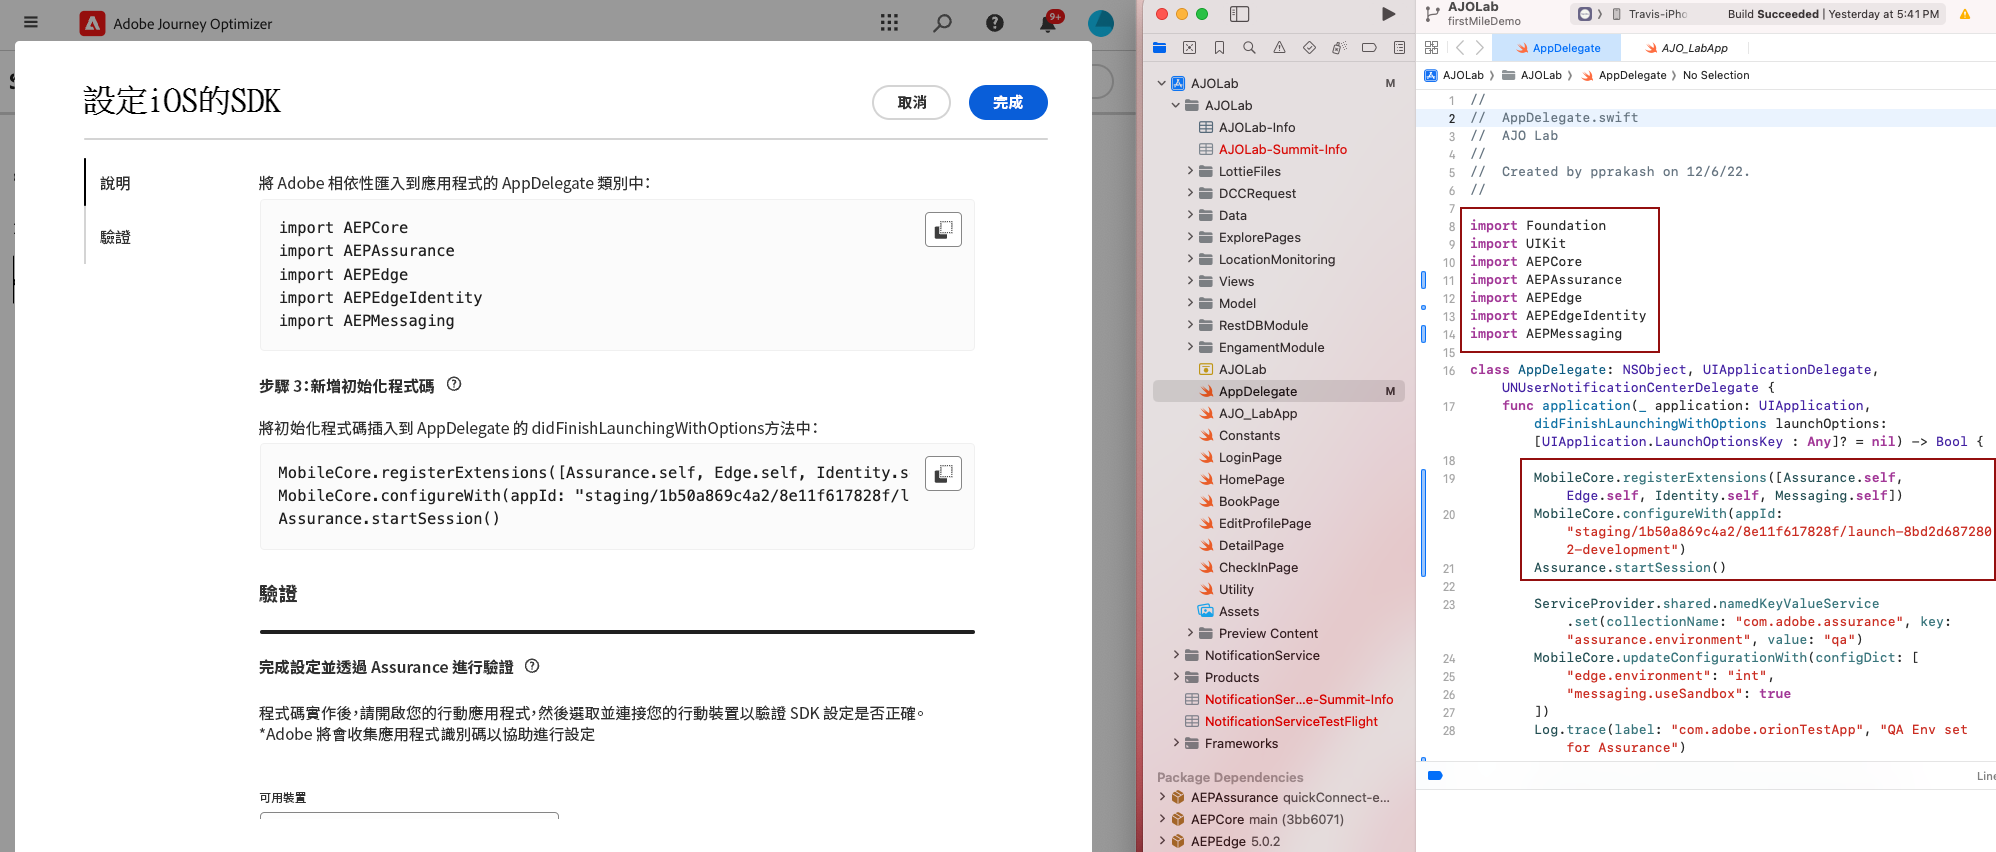 Adobe Journey Optimizer
9+
設定iOS的SDK
取消
完成
說明
驗證
將 Adobe 相依性匯入到應用程式的 AppDelegate 類別中：
import AEPCore
import AEPAssurance
import AEPEdge
import AEPEdgeIdentity
import AEPMessaging
步驟 3：新增初始化程式碼
將初始化程式碼插入到 AppDelegate 的 didFinishLaunchingWithOptions方法中：
MobileCore.registerExtensions([Assurance.self, Edge.self, Identity.s
MobileCore.configureWith(appId: "staging/1b50a869c4a2/8e11f617828f/l
Assurance.startSession()
驗證
完成設定並透過 Assurance 進行驗證
程式碼實作後，請開啟您的行動應用程式，然後選取並連接您的行動裝置以驗證 SDK 設定是否正確。
*Adobe 將會收集應用程式識別碼以協助進行設定
可用裝置
AJOLab M
AJOLab
AJOLab-Info
AJOLab-Summit-Info
LottieFiles
DCCRequest
Data
ExplorePages
LocationMonitoring
Views
Model
RestDBModule
EngamentModule
AJOLab
AppDelegate M
AJO_LabApp
Constants
LoginPage
HomePage
BookPage
EditProfilePage
DetailPage
CheckInPage
Utility
Assets
Preview Content
NotificationService
Products
NotificationSer...e-Summit-Info
NotificationServiceTestFlight
Frameworks
Package Dependencies
AEPAssurance quickConnect-e...
AEPCore main (3bb6071)
AEPEdge 5.0.2
AJOLab
firstMileDemo
Travis-iPho
Build Succeeded | Yesterday at 5:41 PM
AppDelegate
AJO_LabApp
AJOLab 〉 AJOLab 〉 AppDelegate 〉 No Selection
1 //
2 //  AppDelegate.swift
3 //  AJO Lab
4 //
5 //  Created by pprakash on 12/6/22.
6 //
7
8 import Foundation
9 import UIKit
10 import AEPCore
11 import AEPAssurance
12 import AEPEdge
13 import AEPEdgeIdentity
14 import AEPMessaging
15
16 class AppDelegate: NSObject, UIApplicationDelegate,
UNUserNotificationCenterDelegate {
17 func application(_ application: UIApplication,
didFinishLaunchingWithOptions launchOptions:
[UIApplication.LaunchOptionsKey : Any]? = nil) -> Bool {
18
19 MobileCore.registerExtensions([Assurance.self,
Edge.self, Identity.self, Messaging.self])
20 MobileCore.configureWith(appId:
"staging/1b50a869c4a2/8e11f617828f/launch-8bd2d687280
2-development")
21 Assurance.startSession()
22
23 ServiceProvider.shared.namedKeyValueService
.set(collectionName: "com.adobe.assurance", key:
"assurance.environment", value: "qa")
24 MobileCore.updateConfigurationWith(configDict: [
25 "edge.environment": "int",
26 "messaging.useSandbox": true
27 ])
28 Log.trace(label: "com.adobe.orionTestApp", "QA Env set
for Assurance")
Line